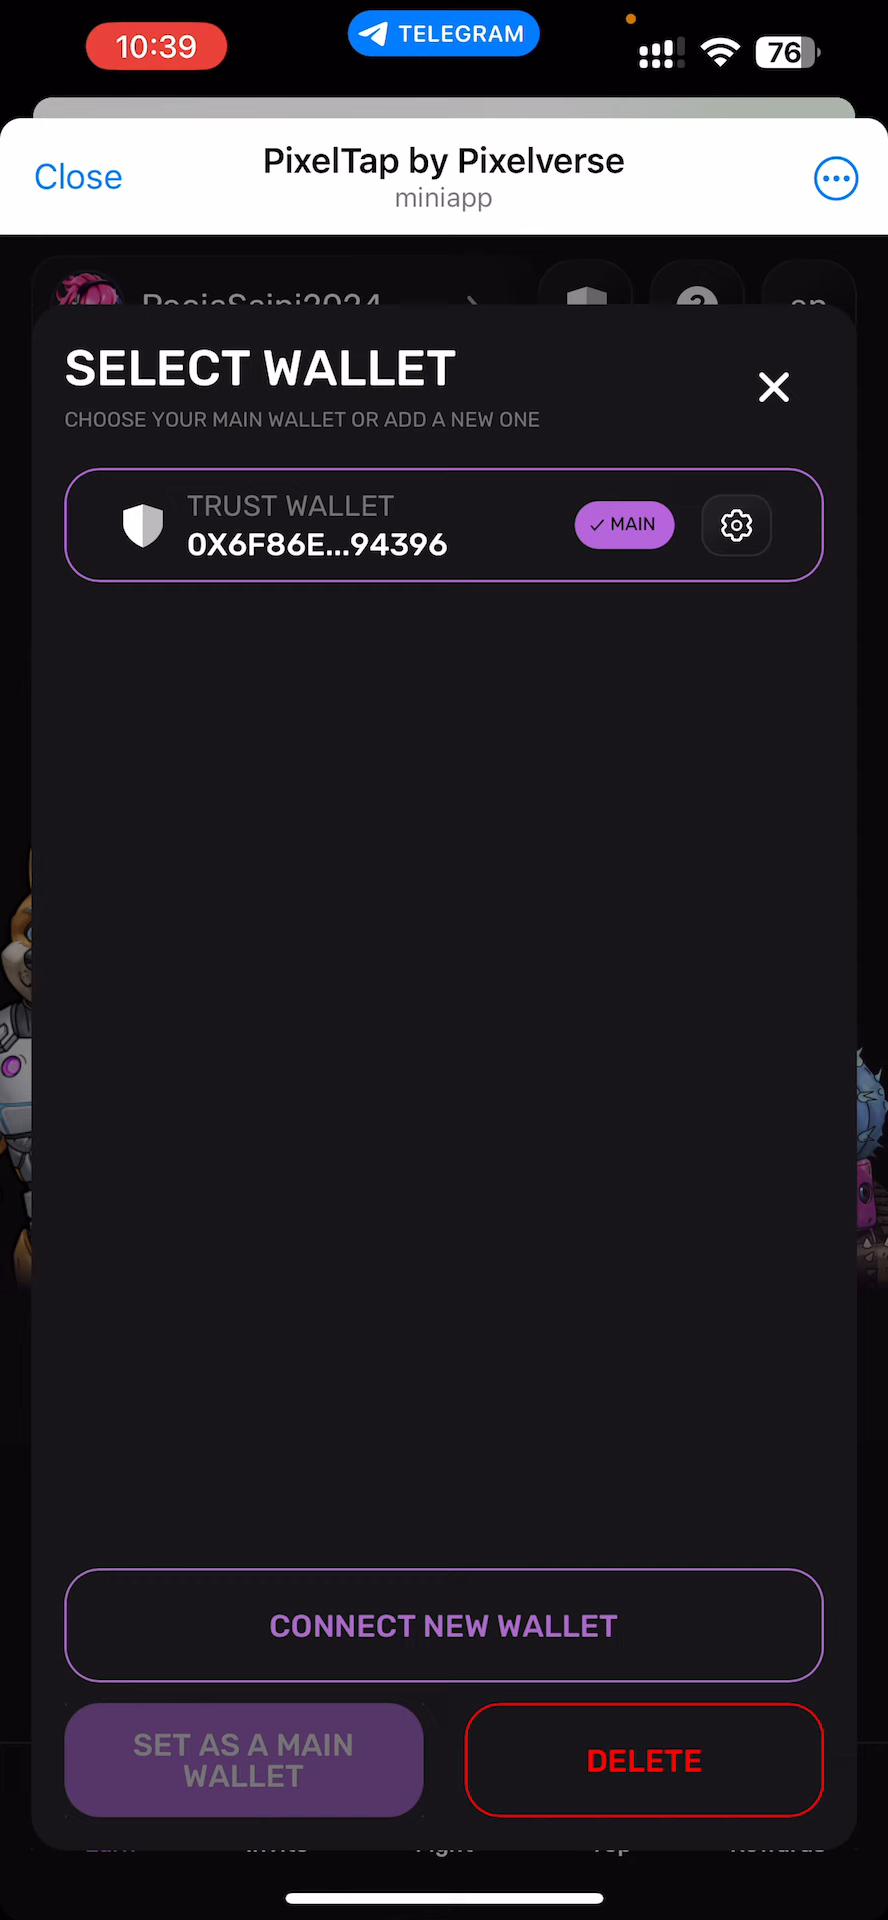 10:39
TELEGRAM
76
Close
PixelTap by Pixelverse
miniapp
SELECT WALLET
CHOOSE YOUR MAIN WALLET OR ADD A NEW ONE
TRUST WALLET
0X6F86E...94396
MAIN
CONNECT NEW WALLET
SET AS A MAIN
WALLET
DELETE